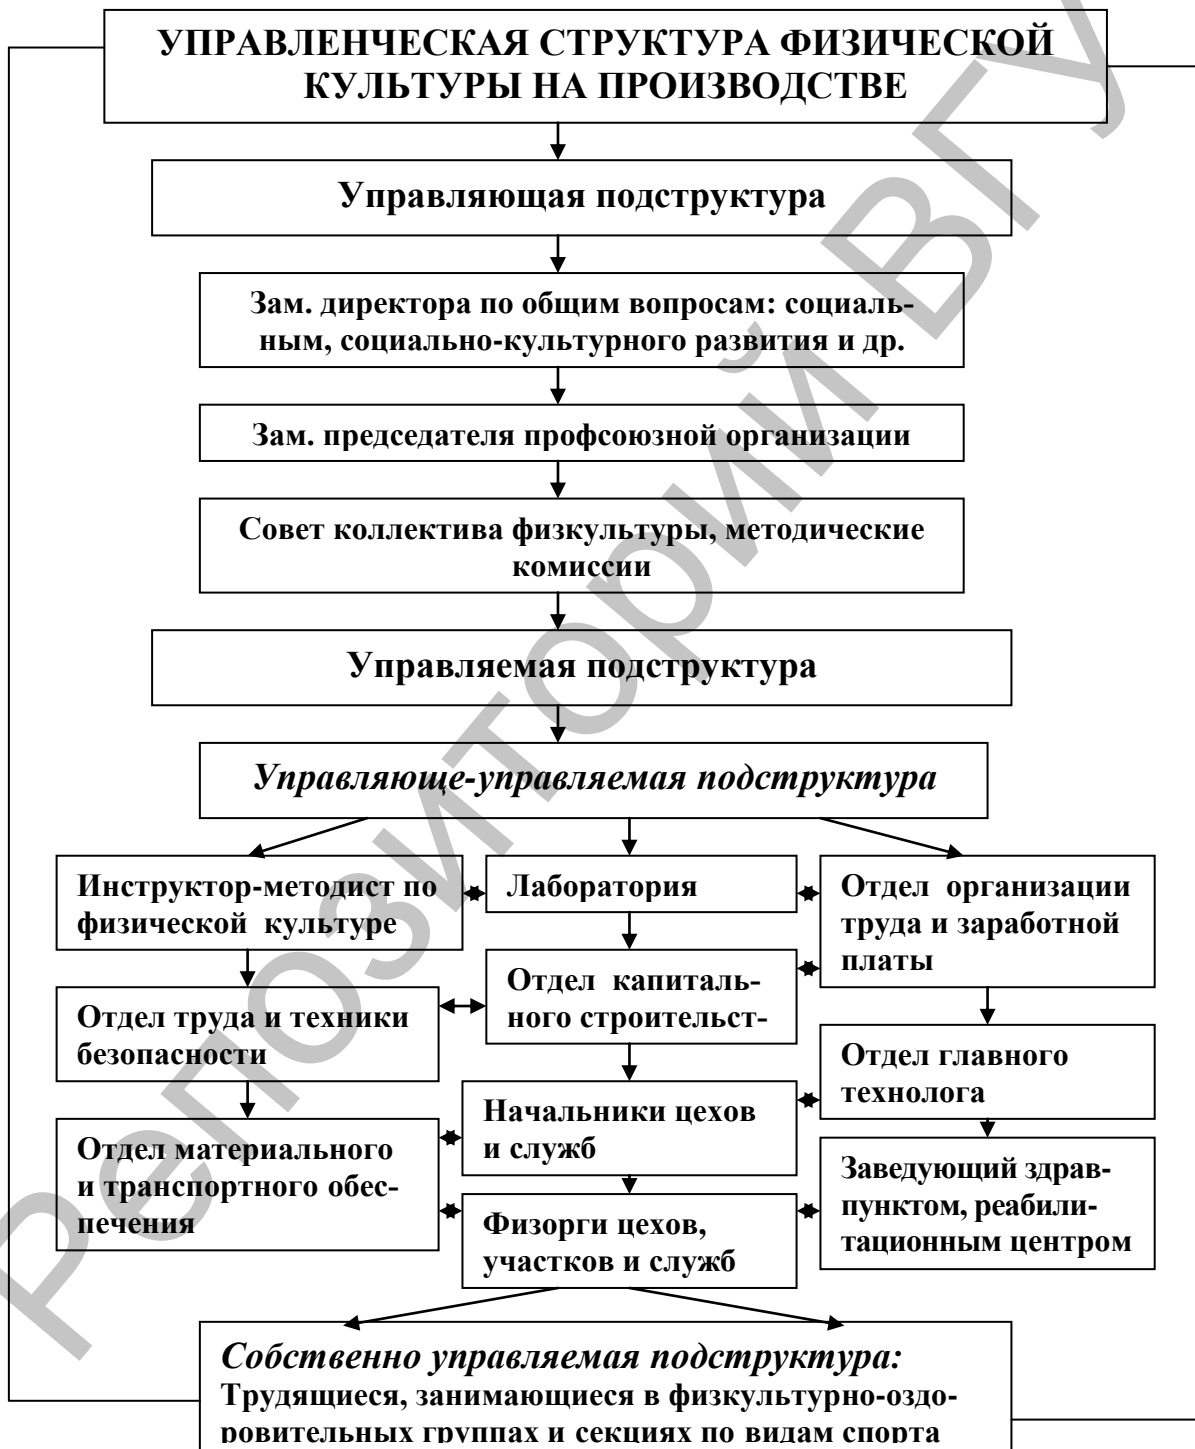 УПРАВЛЕНЧЕСКАЯ СТРУКТУРА ФИЗИЧЕСКОЙ
КУЛЬТУРЫ НА ПРОИЗВОДСТВЕ
Управляющая подструктура
Зам. директора по общим вопросам: социаль-
ным, социально-культурного развития и др.
Зам. председателя профсоюзной организации
Совет коллектива физкультуры, методические
комиссии
Управляемая подструктура
Управляюще-управляемая подструктура
Инструктор-методист по
физической культуре
Лаборатория
Отдел организации
труда и заработной
платы
Отдел капиталь-
ного строительст-
Отдел труда и техники
безопасности
Отдел главного
технолога
Начальники цехов
и служб
Отдел материального
и транспортного обес-
печения
Заведующий здрав-
пунктом, реабили-
тационным центром
Физорги цехов,
участков и служб
Собственно управляемая подструктура:
Трудящиеся, занимающиеся в физкультурно-оздо-
ровительных группах и секциях по видам спорта
Репозиторий ВГУ